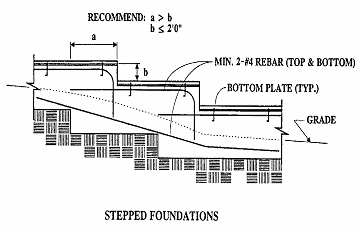 RECOMMEND: a > b
b ≤ 2'0"
a
b
MIN. 2-#4 REBAR (TOP & BOTTOM)
BOTTOM PLATE (TYP.)
GRADE
STEPPED FOUNDATIONS